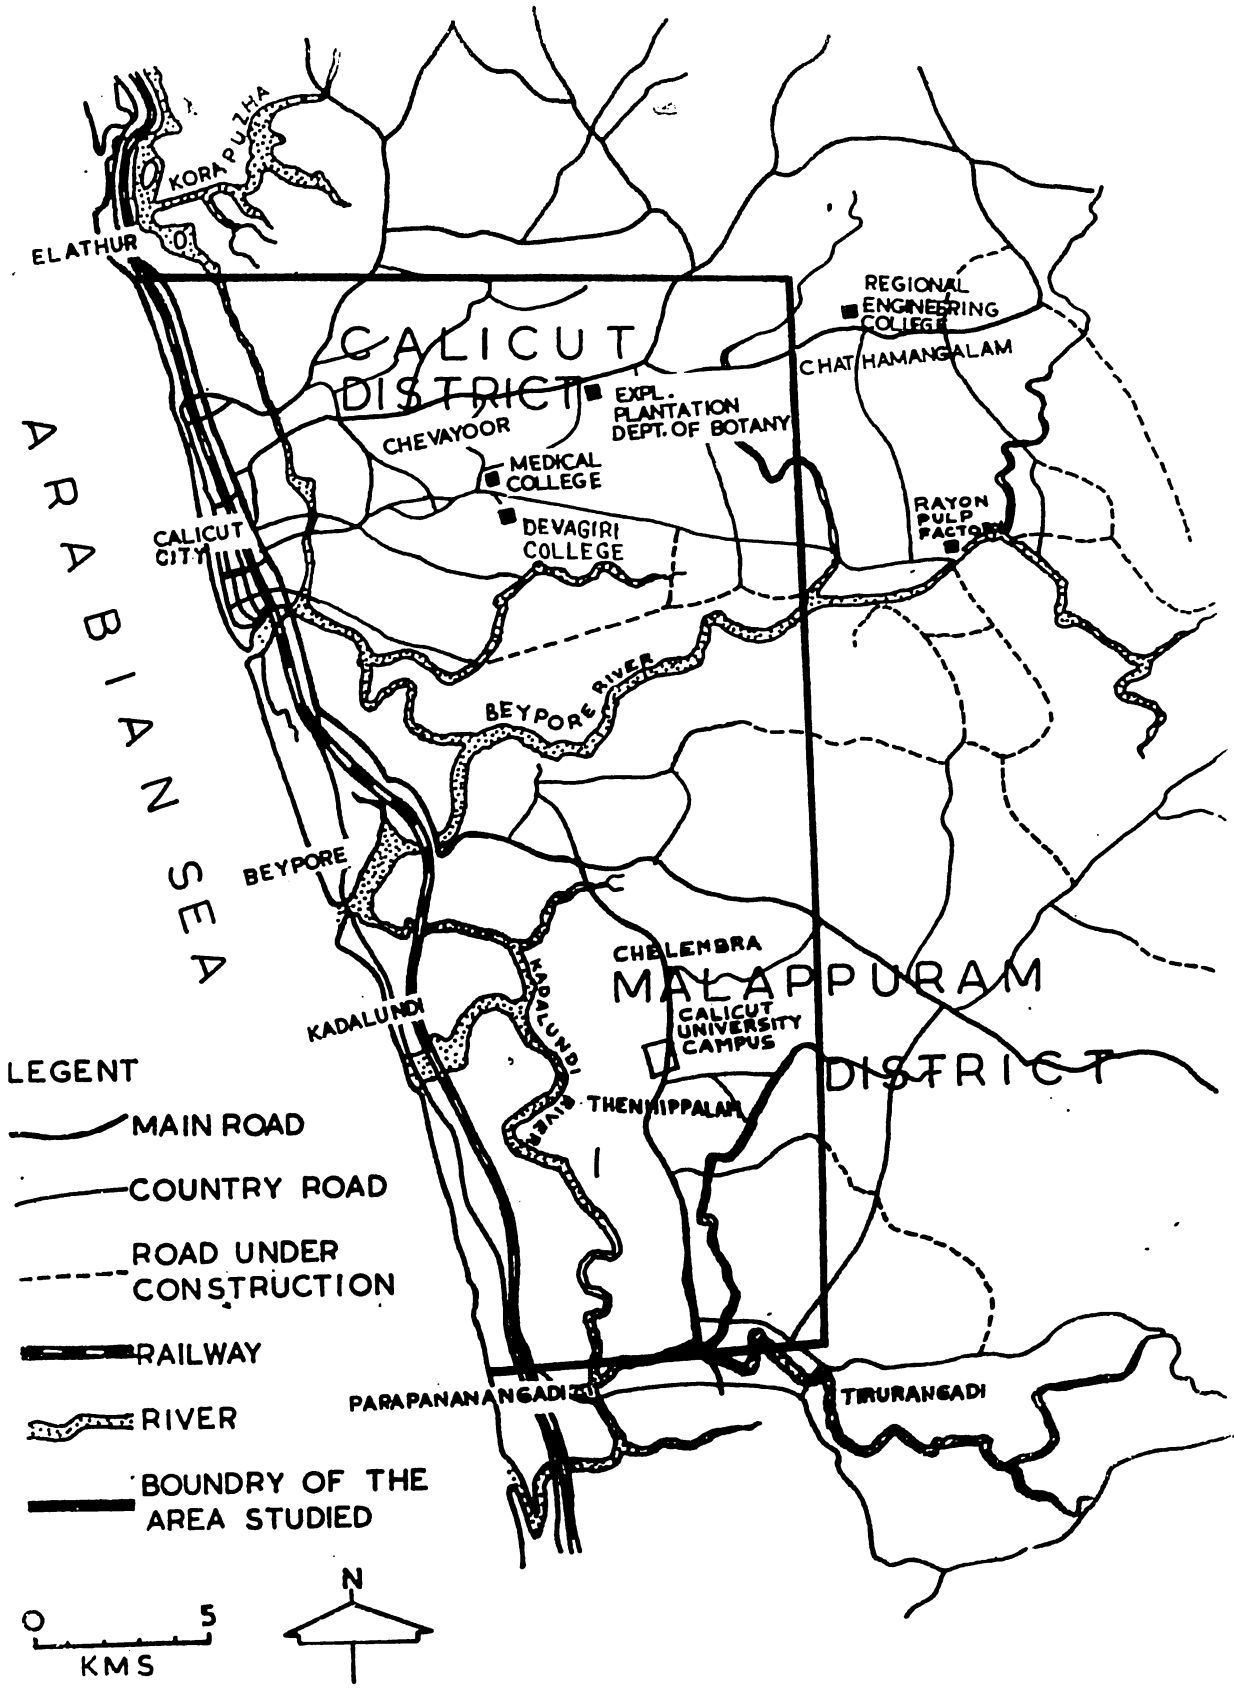 KORAPUZHA
ELATHUR
REGIONAL
ENGINEERING
COLLEGE
CALICUT
DISTRICT
CHATHAMANGALAM
EXPL.
PLANTATION
DEPT. OF BOTANY
CHEVAYOOR
MEDICAL
COLLEGE
RAYON
PULP
FACTORY
DEVAGIRI
COLLEGE
CALICUT
CITY
ARABIAN SEA
BEYPORE RIVER
BEYPORE
CHELEMBRA
MALAPPURAM
DISTRICT
CALICUT
UNIVERSITY
CAMPUS
KADALUNDI
KADALUNDI RIVER
THENHIPPALAM
PARAPANANANGADI
TIRURANGADI
LEGENT
MAIN ROAD
COUNTRY ROAD
ROAD UNDER
CONSTRUCTION
RAILWAY
RIVER
BOUNDRY OF THE
AREA STUDIED
N
0 5
KMS